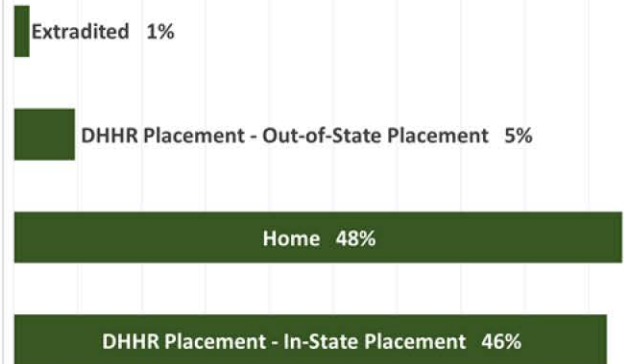 Extradited 1%
DHHR Placement - Out-of-State Placement 5%
Home 48%
DHHR Placement - In-State Placement 46%